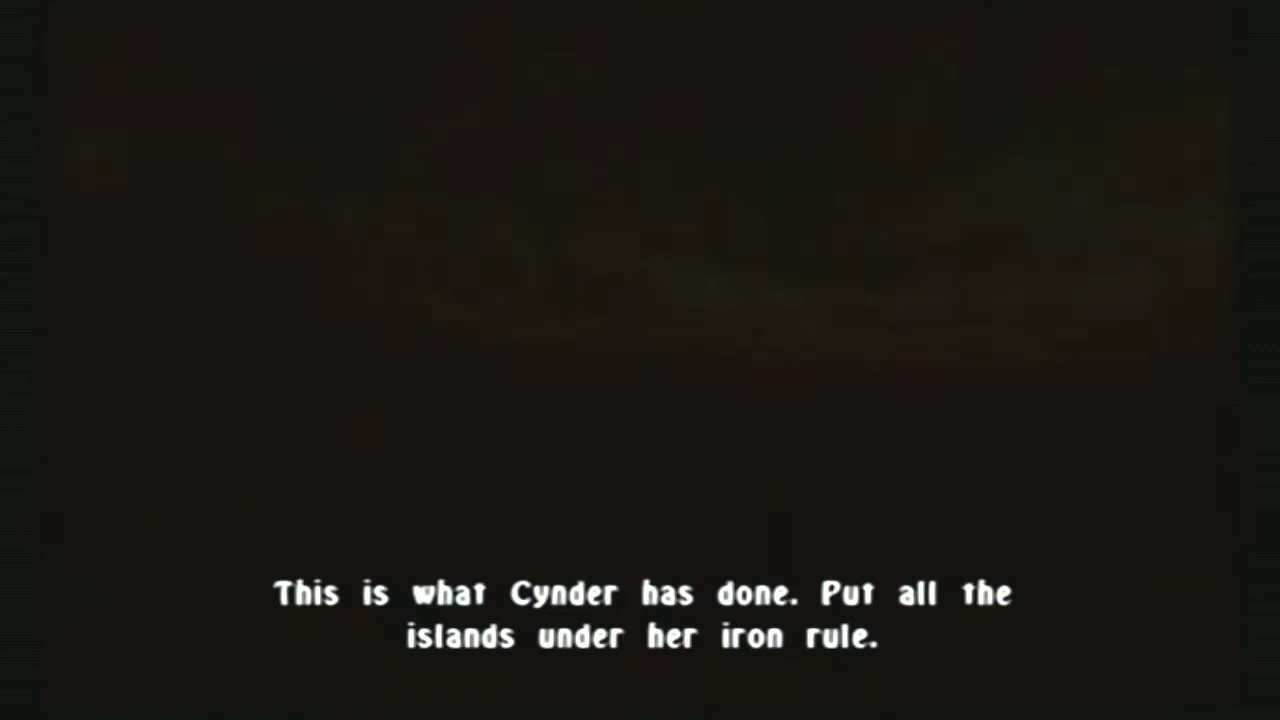 This is what Cynder has done. Put all the
islands under her iron rule.